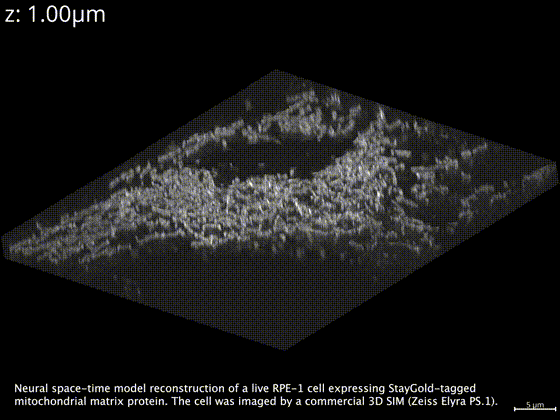 z: 1.00µm
Neural space-time model reconstruction of a live RPE-1 cell expressing StayGold-tagged
mitochondrial matrix protein. The cell was imaged by a commercial 3D SIM (Zeiss Elyra PS.1).
5 µm